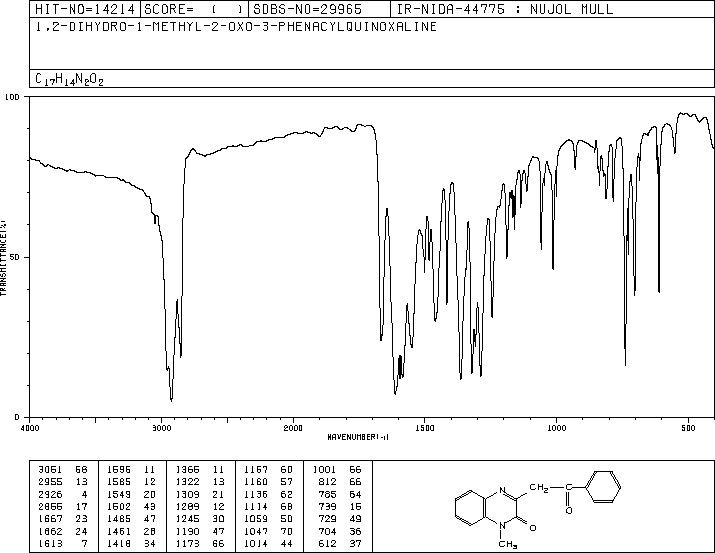 HIT-NO=14214 SCORE= ( ) SDBS-NO=29965 IR-NIDA-44775 : NUJOL MULL
1,2-DIHYDRO-1-METHYL-2-OXO-3-PHENACYLQUINOXALINE
C17H14N2O2
100
TRANSMITTANCE(%)
50
0
4000 3000 2000 1500 1000 500
WAVENUMBER(-1)
3061 68 1596 11 1366 11 1167 60 1001 66
2955 13 1585 12 1322 13 1160 57 812 66
2926 4 1549 20 1309 21 1136 62 785 64
2855 17 1502 43 1289 12 1114 68 739 15
1667 23 1485 47 1245 30 1059 50 729 49
1662 24 1461 28 1190 47 1047 70 704 36
1613 7 1418 34 1173 66 1014 44 612 37
N CH2 C
O
N O
CH3